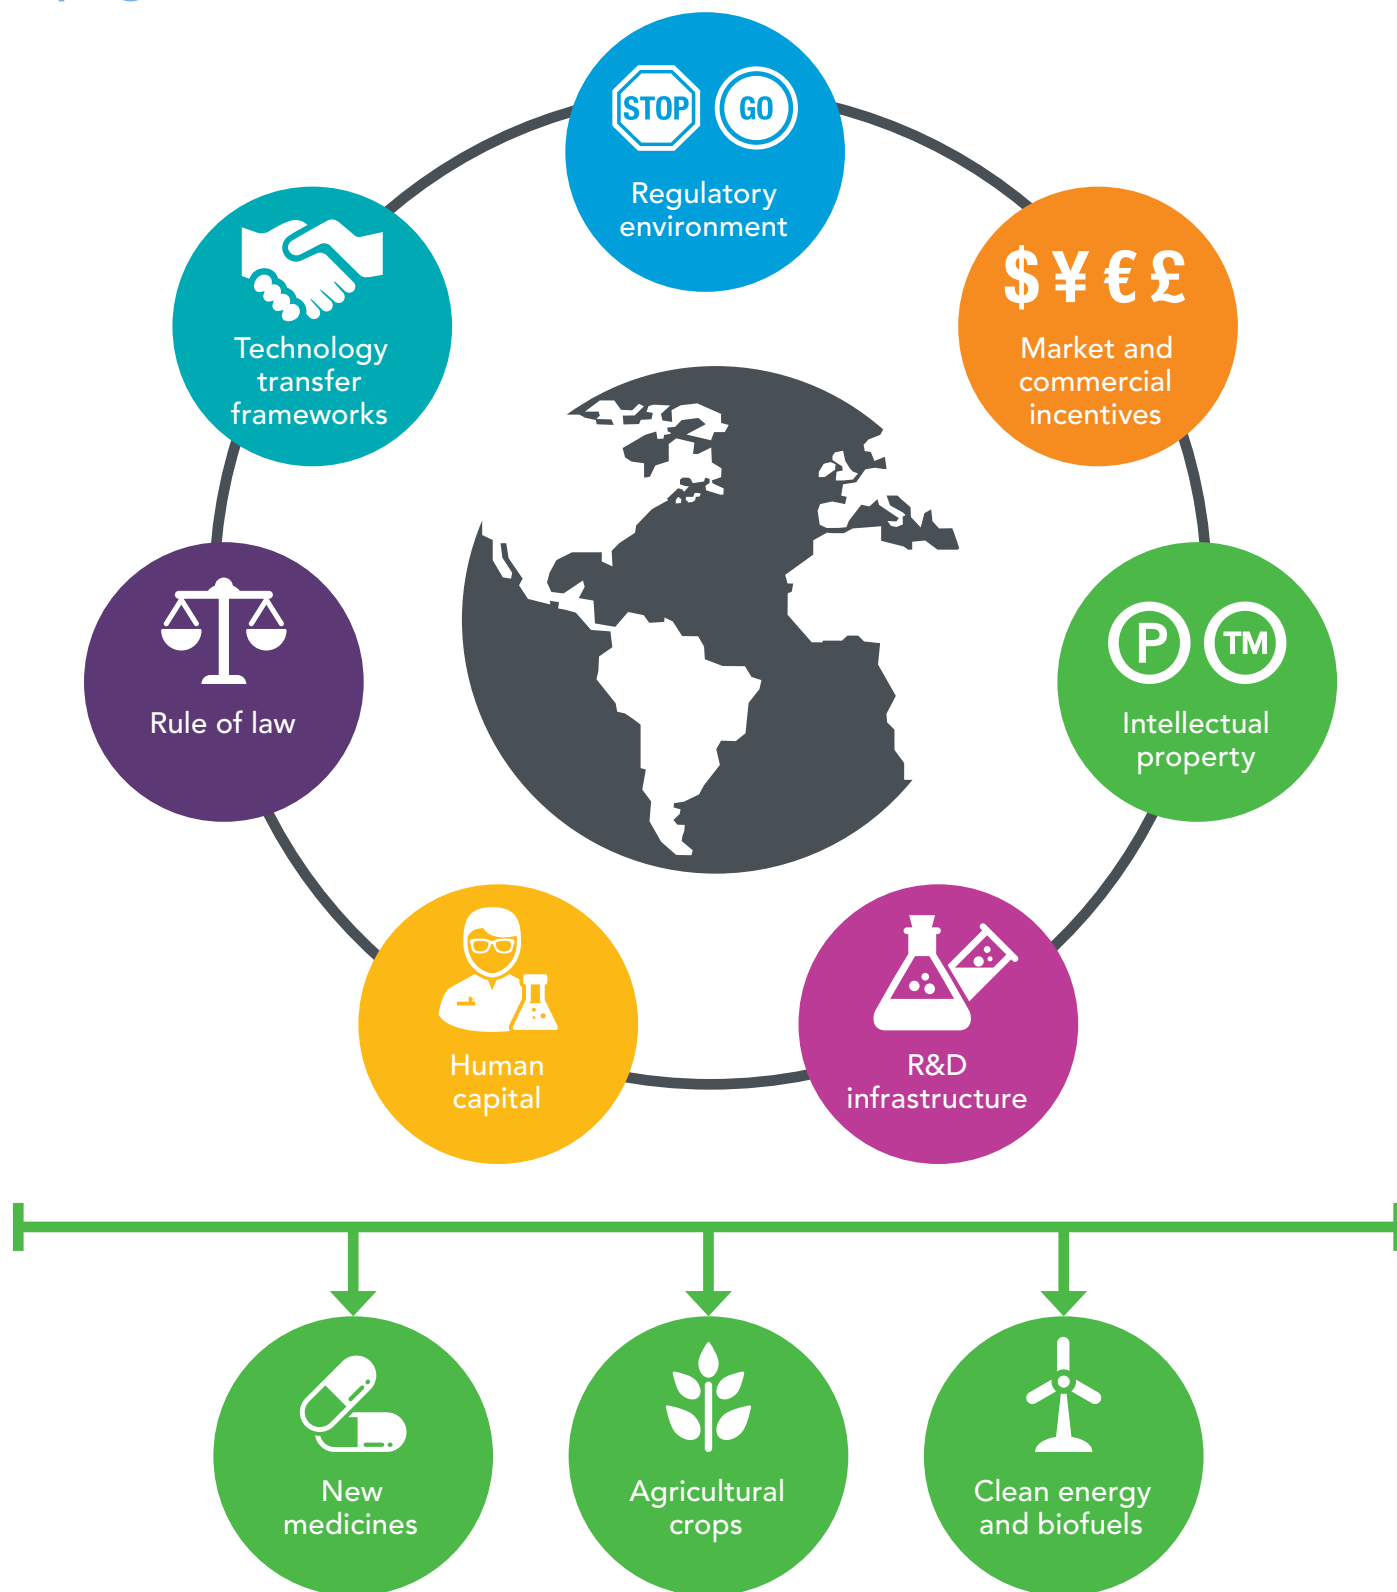 STOP GO
Regulatory
environment
$ ¥ € £
Market and
commercial
incentives
Technology
transfer
frameworks
P TM
Intellectual
property
Rule of law
R&D
infrastructure
Human
capital
New
medicines
Agricultural
crops
Clean energy
and biofuels